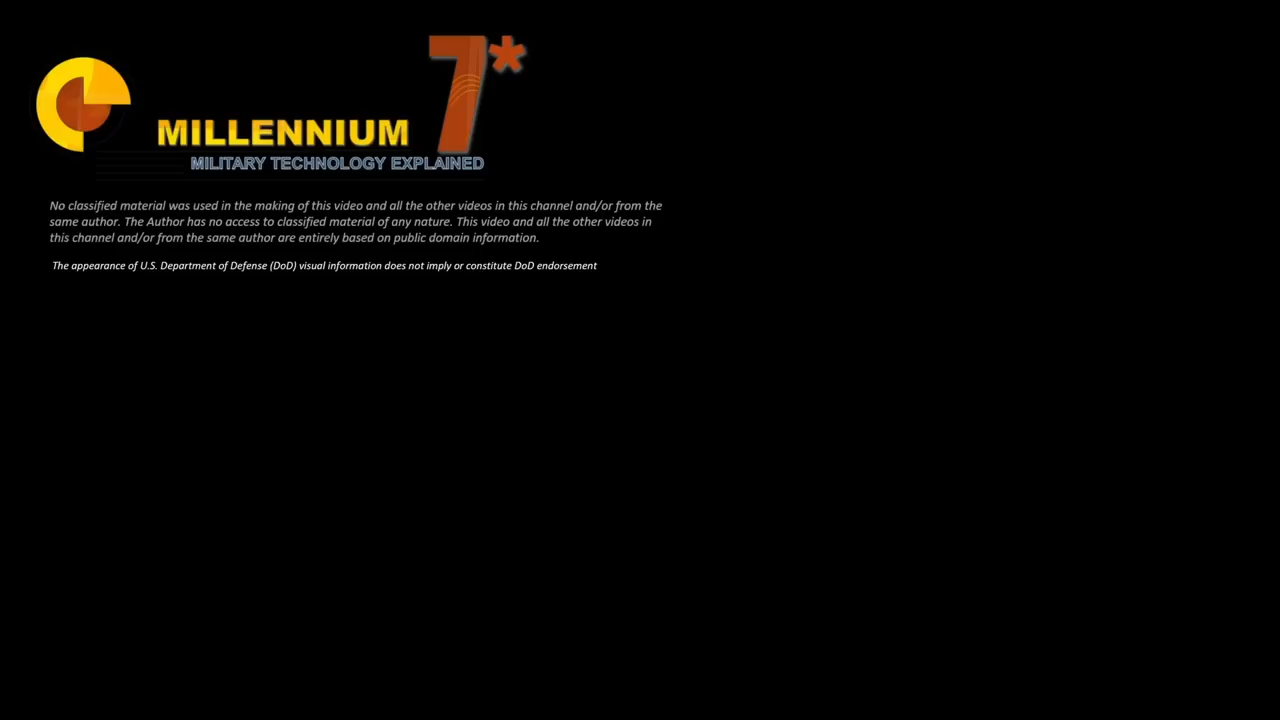 7*
MILLENNIUM
MILITARY TECHNOLOGY EXPLAINED
No classified material was used in the making of this video and all the other videos in this channel and/or from the
same author. The Author has no access to classified material of any nature. This video and all the other videos in
this channel and/or from the same author are entirely based on public domain information.
The appearance of U.S. Department of Defense (DoD) visual information does not imply or constitute DoD endorsement